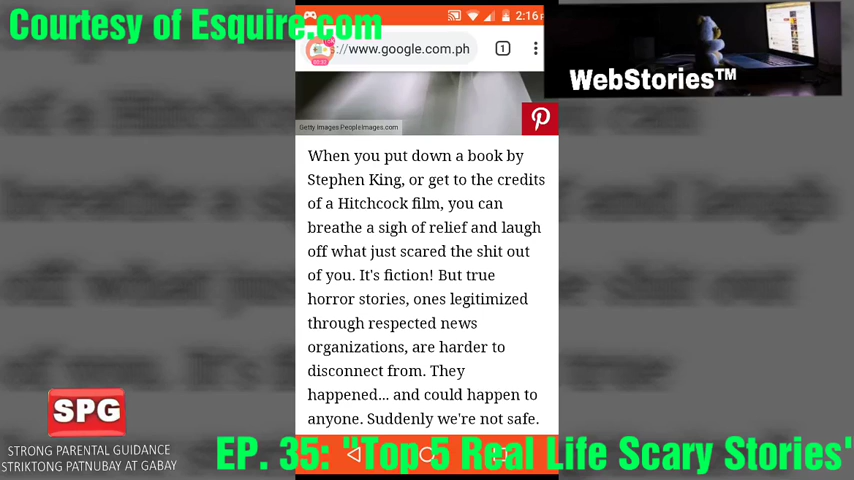 Courtesy of Esquire.com
2:16 P
://www.google.com.ph
1
WebStories™
Getty Images PeopleImages.com
When you put down a book by
Stephen King, or get to the credits
of a Hitchcock film, you can
breathe a sigh of relief and laugh
off what just scared the shit out
of you. It's fiction! But true
horror stories, ones legitimized
through respected news
organizations, are harder to
disconnect from. They
happened... and could happen to
anyone. Suddenly we're not safe.
SPG
STRONG PARENTAL GUIDANCE
STRIKTONG PATNUBAY AT GABAY
EP. 35: "Top 5 Real Life Scary Stories'